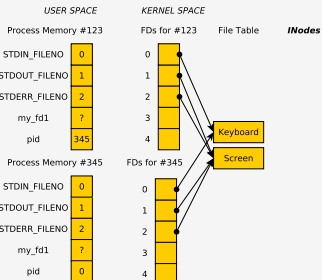 USER SPACE KERNEL SPACE
Process Memory #123 FDs for #123 File Table INodes
STDIN_FILENO 0 0
STDOUT_FILENO 1 1
STDERR_FILENO 2 2
my_fd1 ? 3
pid 345 4
Keyboard
Screen
Process Memory #345 FDs for #345
STDIN_FILENO 0 0
STDOUT_FILENO 1 1
STDERR_FILENO 2 2
my_fd1 ? 3
pid 0 4